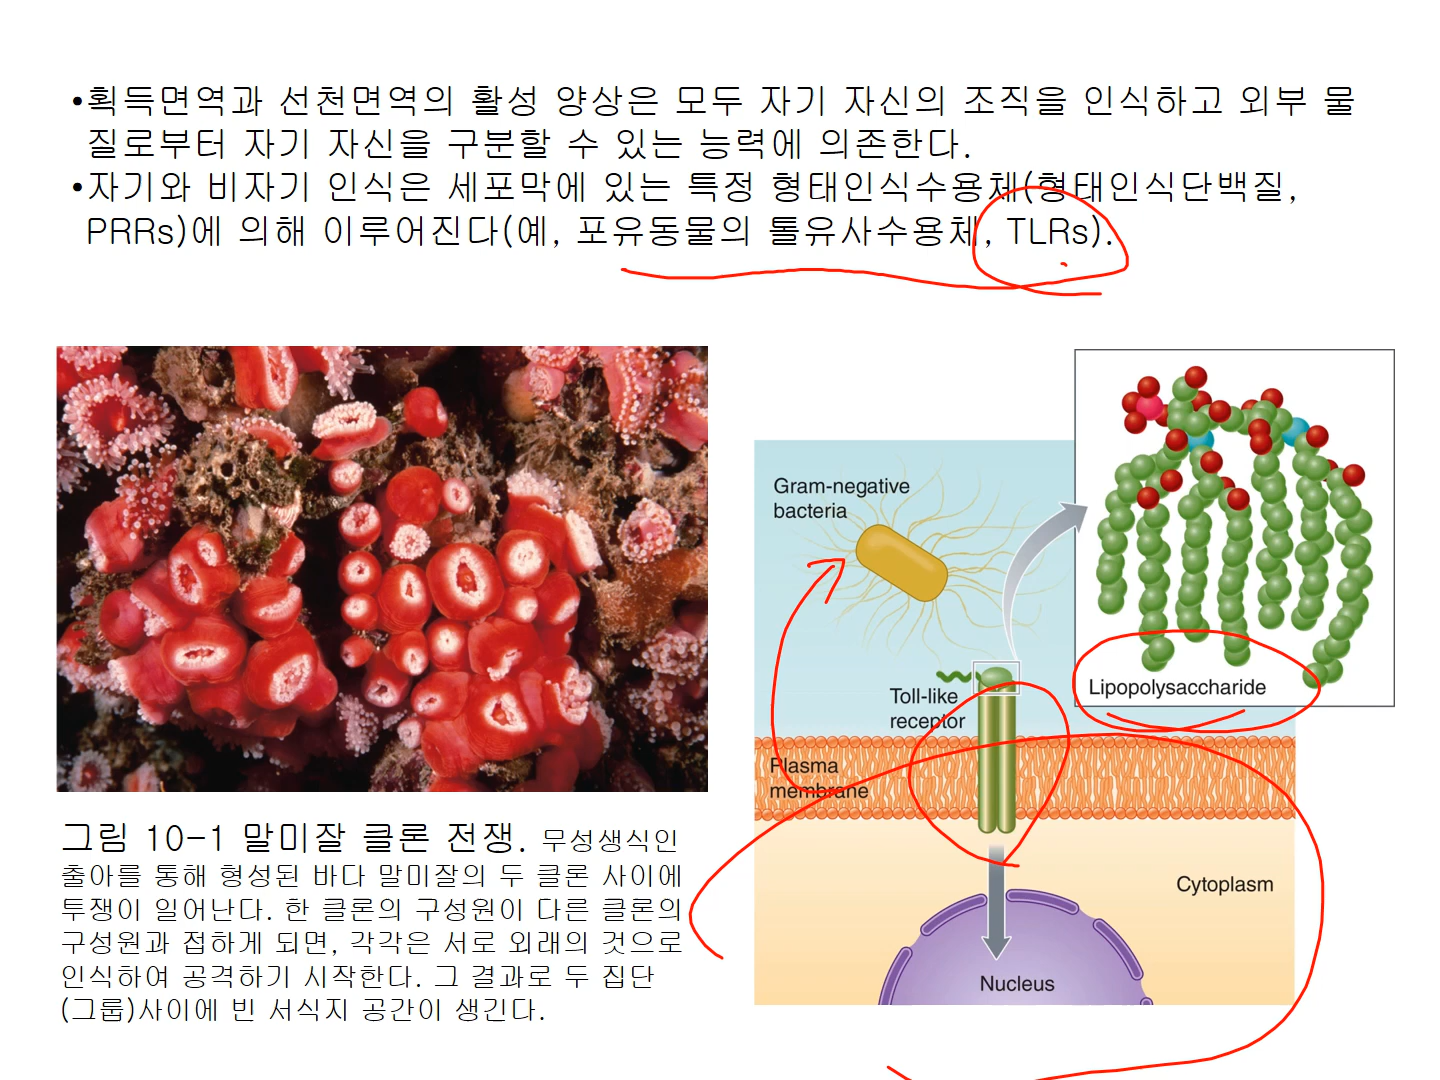 •획득면역과 선천면역의 활성 양상은 모두 자기 자신의 조직을 인식하고 외부 물
질로부터 자기 자신을 구분할 수 있는 능력에 의존한다.
•자기와 비자기 인식은 세포막에 있는 특정 형태인식수용체(형태인식단백질,
PRRs)에 의해 이루어진다(예, 포유동물의 톨유사수용체, TLRs).
그림 10-1 말미잘 클론 전쟁. 무성생식인
출아를 통해 형성된 바다 말미잘의 두 클론 사이에
투쟁이 일어난다. 한 클론의 구성원이 다른 클론의
구성원과 접하게 되면, 각각은 서로 외래의 것으로
인식하여 공격하기 시작한다. 그 결과로 두 집단
(그룹)사이에 빈 서식지 공간이 생긴다.
Gram-negative
bacteria
Lipopolysaccharide
Toll-like
receptor
Plasma
membrane
Cytoplasm
Nucleus